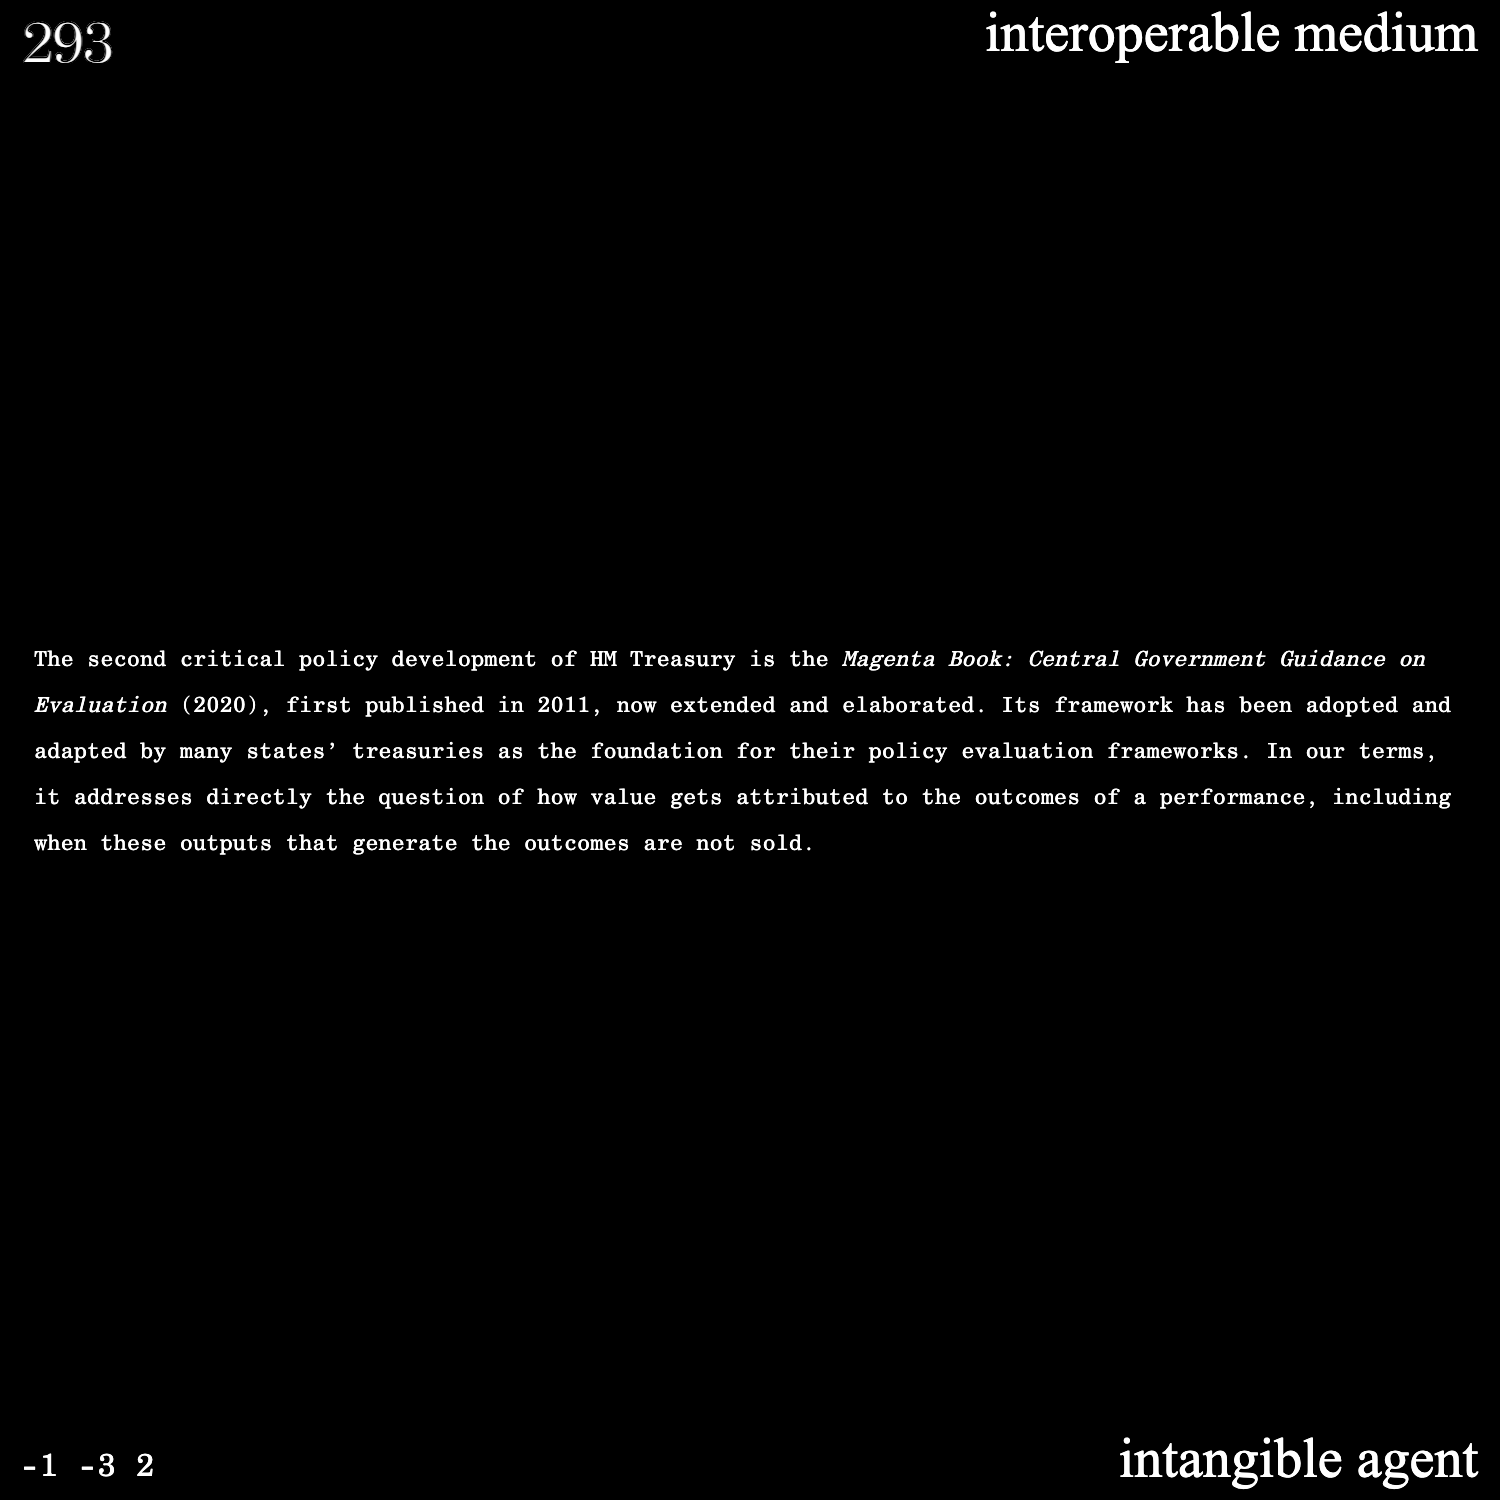 293
interoperable medium
The second critical policy development of HM Treasury is the Magenta Book: Central Government Guidance on
Evaluation (2020), first published in 2011, now extended and elaborated. Its framework has been adopted and
adapted by many states’ treasuries as the foundation for their policy evaluation frameworks. In our terms,
it addresses directly the question of how value gets attributed to the outcomes of a performance, including
when these outputs that generate the outcomes are not sold.
-1 -3 2
intangible agent